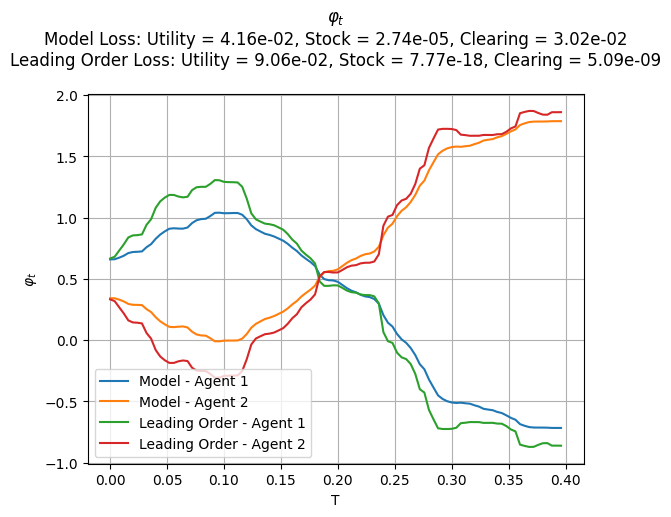 φt
Model Loss: Utility = 4.16e-02, Stock = 2.74e-05, Clearing = 3.02e-02
Leading Order Loss: Utility = 9.06e-02, Stock = 7.77e-18, Clearing = 5.09e-09
2.0
1.5
1.0
0.5
0.0
−0.5
−1.0
φt
Model - Agent 1
Model - Agent 2
Leading Order - Agent 1
Leading Order - Agent 2
0.00 0.05 0.10 0.15 0.20 0.25 0.30 0.35 0.40
T